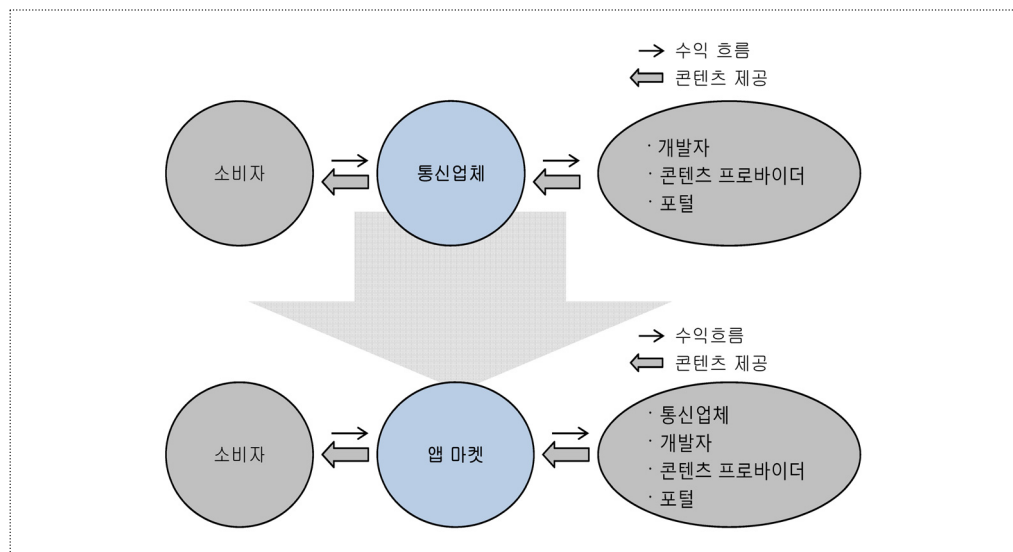 수익 흐름
콘텐츠 제공
소비자
통신업체
· 개발자
· 콘텐츠 프로바이더
· 포털
수익흐름
콘텐츠 제공
소비자
앱 마켓
· 통신업체
· 개발자
· 콘텐츠 프로바이더
· 포털